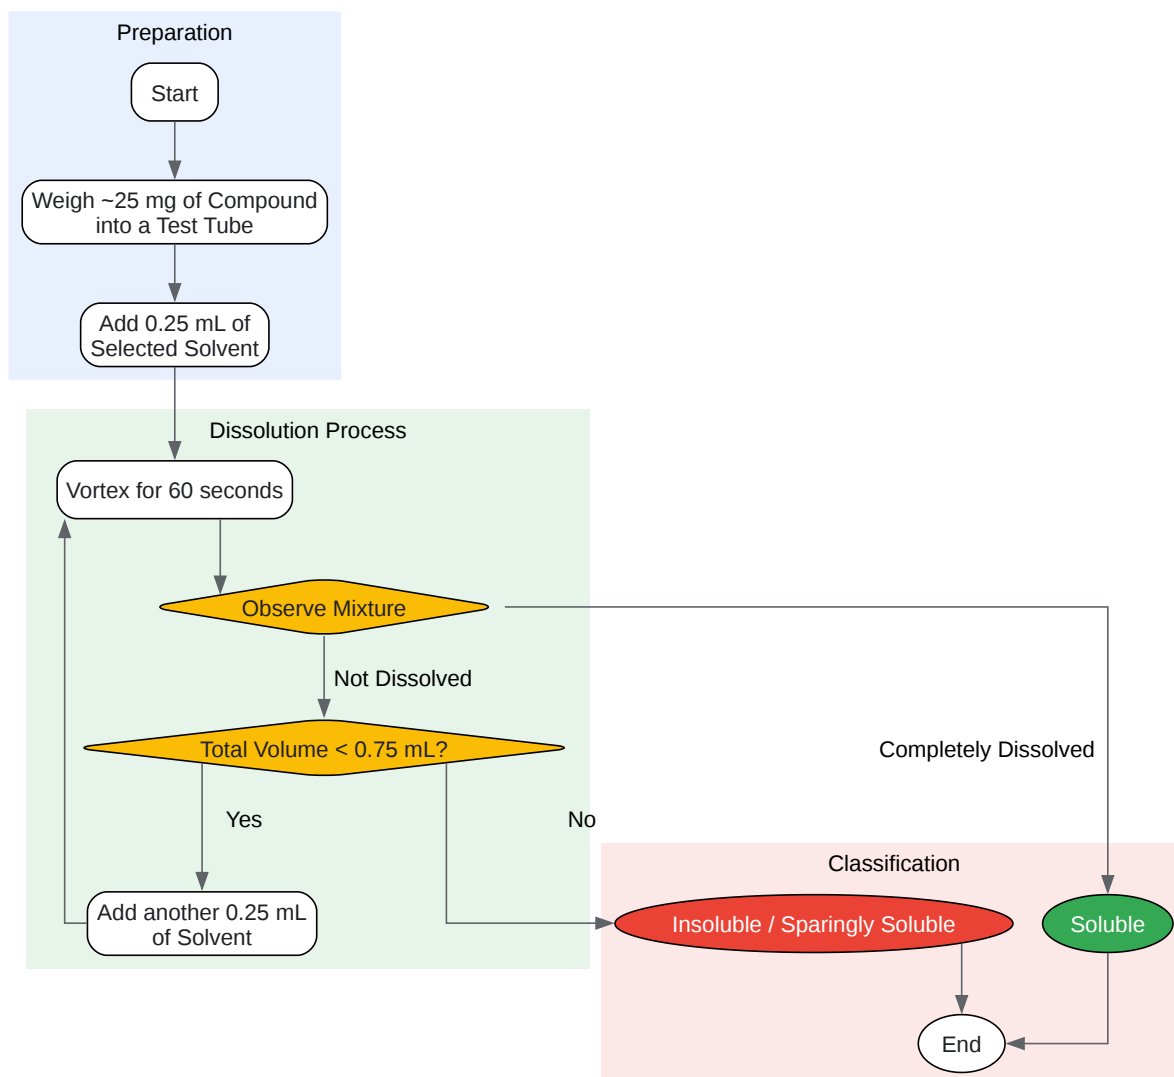 Preparation
Start
Weigh ~25 mg of Compound
into a Test Tube
Add 0.25 mL of
Selected Solvent
Dissolution Process
Vortex for 60 seconds
Observe Mixture
Not Dissolved
Total Volume < 0.75 mL?
Completely Dissolved
Yes
No
Add another 0.25 mL
of Solvent
Classification
Insoluble / Sparingly Soluble
Soluble
End